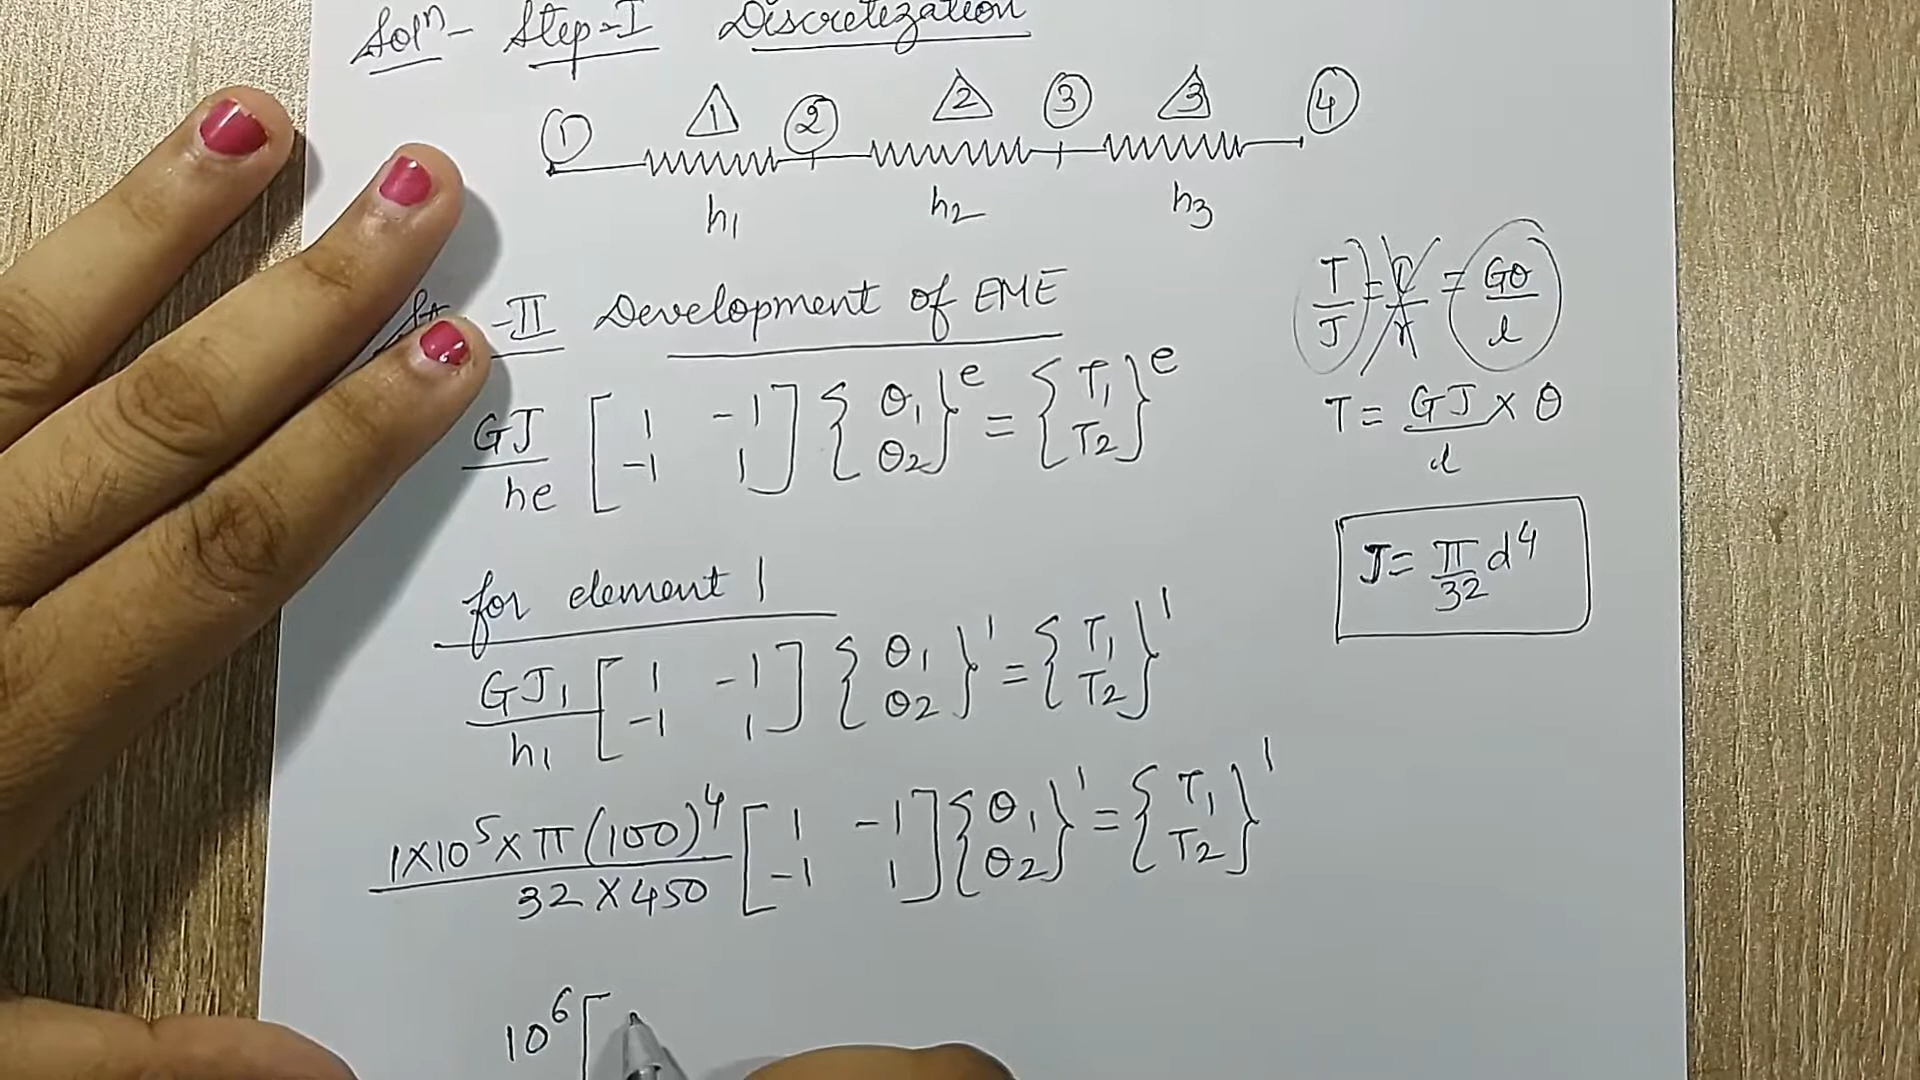 Solⁿ- Step-I Discretization
① △1 ② △2 ③ △3 ④
h1 h2 h3
-II Development of EME
GJ/he [1 -1; -1 1] {θ1; θ2}^e = {T1; T2}^e
for element 1
GJ1/h1 [1 -1; -1 1] {θ1; θ2}^1 = {T1; T2}^1
1×10^5×π(100)^4/32×450 [1 -1; -1 1] {θ1; θ2}^1 = {T1; T2}^1
10^6 [
T/J = = Gθ/l
T = GJ/l × θ
J = π/32 d^4